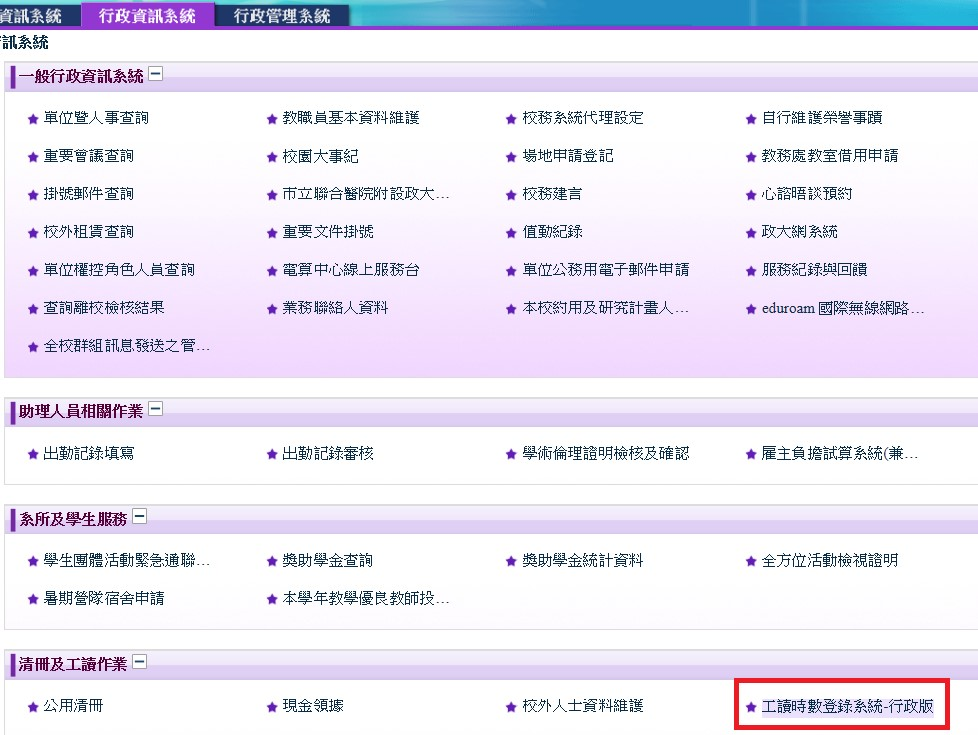 資訊系統 行政資訊系統 行政管理系統
訊系統
一般行政資訊系統
單位暨人事查詢 教職員基本資料維護 校務系統代理設定 自行維護榮譽事蹟
重要會議查詢 校園大事紀 場地申請登記 教務處教室借用申請
掛號郵件查詢 市立聯合醫院附設政大... 校務建言 心諮晤談預約
校外租賃查詢 重要文件掛號 值勤紀錄 政大網系統
單位權控角色人員查詢 電算中心線上服務台 單位公務用電子郵件申請 服務紀錄與回饋
查詢離校檢核結果 業務聯絡人資料 本校約用及研究計畫人... eduroam 國際無線網路...
全校群組訊息發送之管...
助理人員相關作業
出勤記錄填寫 出勤記錄審核 學術倫理證明檢核及確認 雇主負擔試算系統(兼...
系所及學生服務
學生團體活動緊急通聯... 獎助學金查詢 獎助學金統計資料 全方位活動檢視證明
暑期營隊宿舍申請 本學年教學優良教師投...
清冊及工讀作業
公用清冊 現金領據 校外人士資料維護 工讀時數登錄系統-行政版